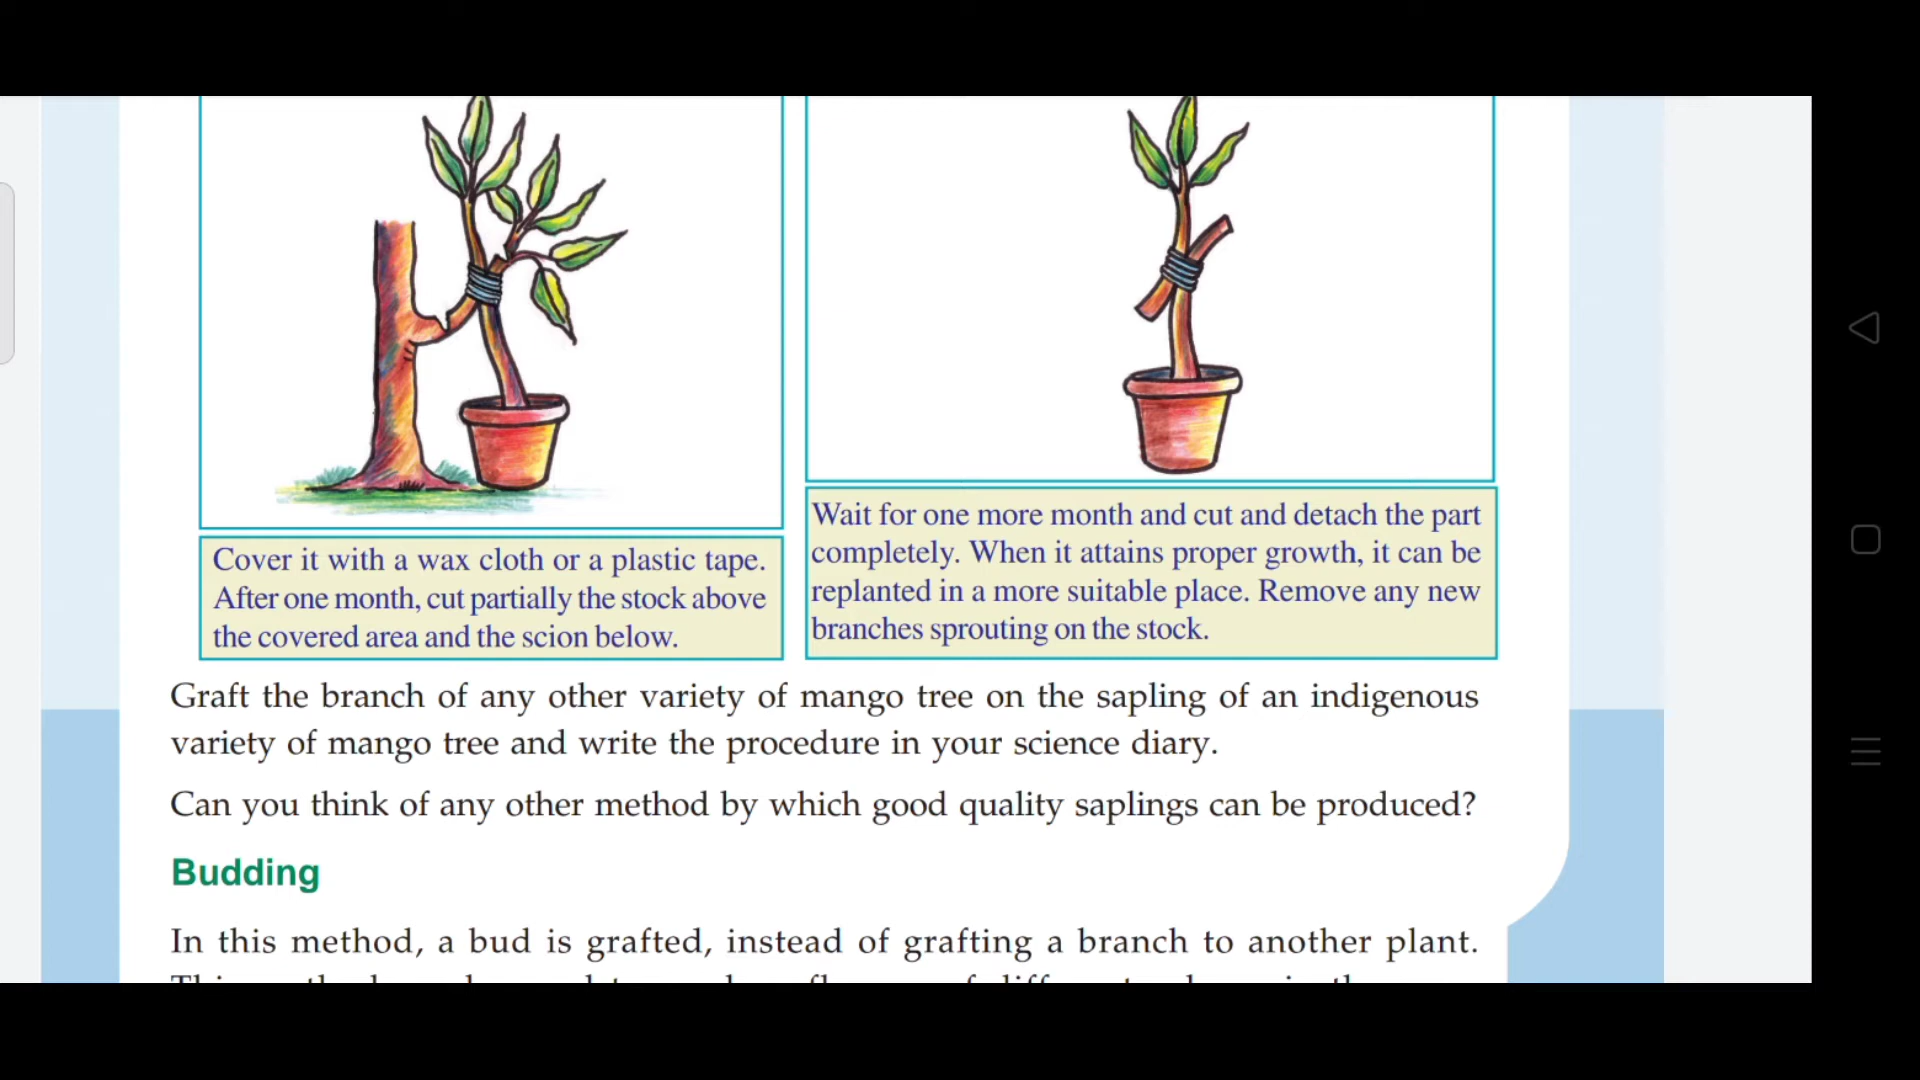 Cover it with a wax cloth or a plastic tape.
After one month, cut partially the stock above
the covered area and the scion below.
Wait for one more month and cut and detach the part
completely. When it attains proper growth, it can be
replanted in a more suitable place. Remove any new
branches sprouting on the stock.
Graft the branch of any other variety of mango tree on the sapling of an indigenous
variety of mango tree and write the procedure in your science diary.
Can you think of any other method by which good quality saplings can be produced?
Budding
In this method, a bud is grafted, instead of grafting a branch to another plant.